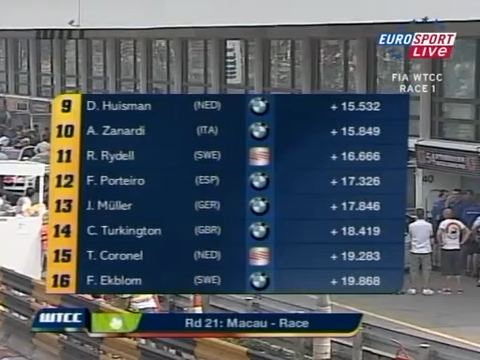 EUROSPORT
LIVE
FIA WTCC
RACE 1
9 D. Huisman (NED) + 15.532
10 A. Zanardi (ITA) + 15.849
11 R. Rydell (SWE) + 16.666
12 F. Porteiro (ESP) + 17.326
13 J. Müller (GER) + 17.846
14 C. Turkington (GBR) + 18.419
15 T. Coronel (NED) + 19.283
16 F. Ekblom (SWE) + 19.868
WTCC Rd 21: Macau - Race
40